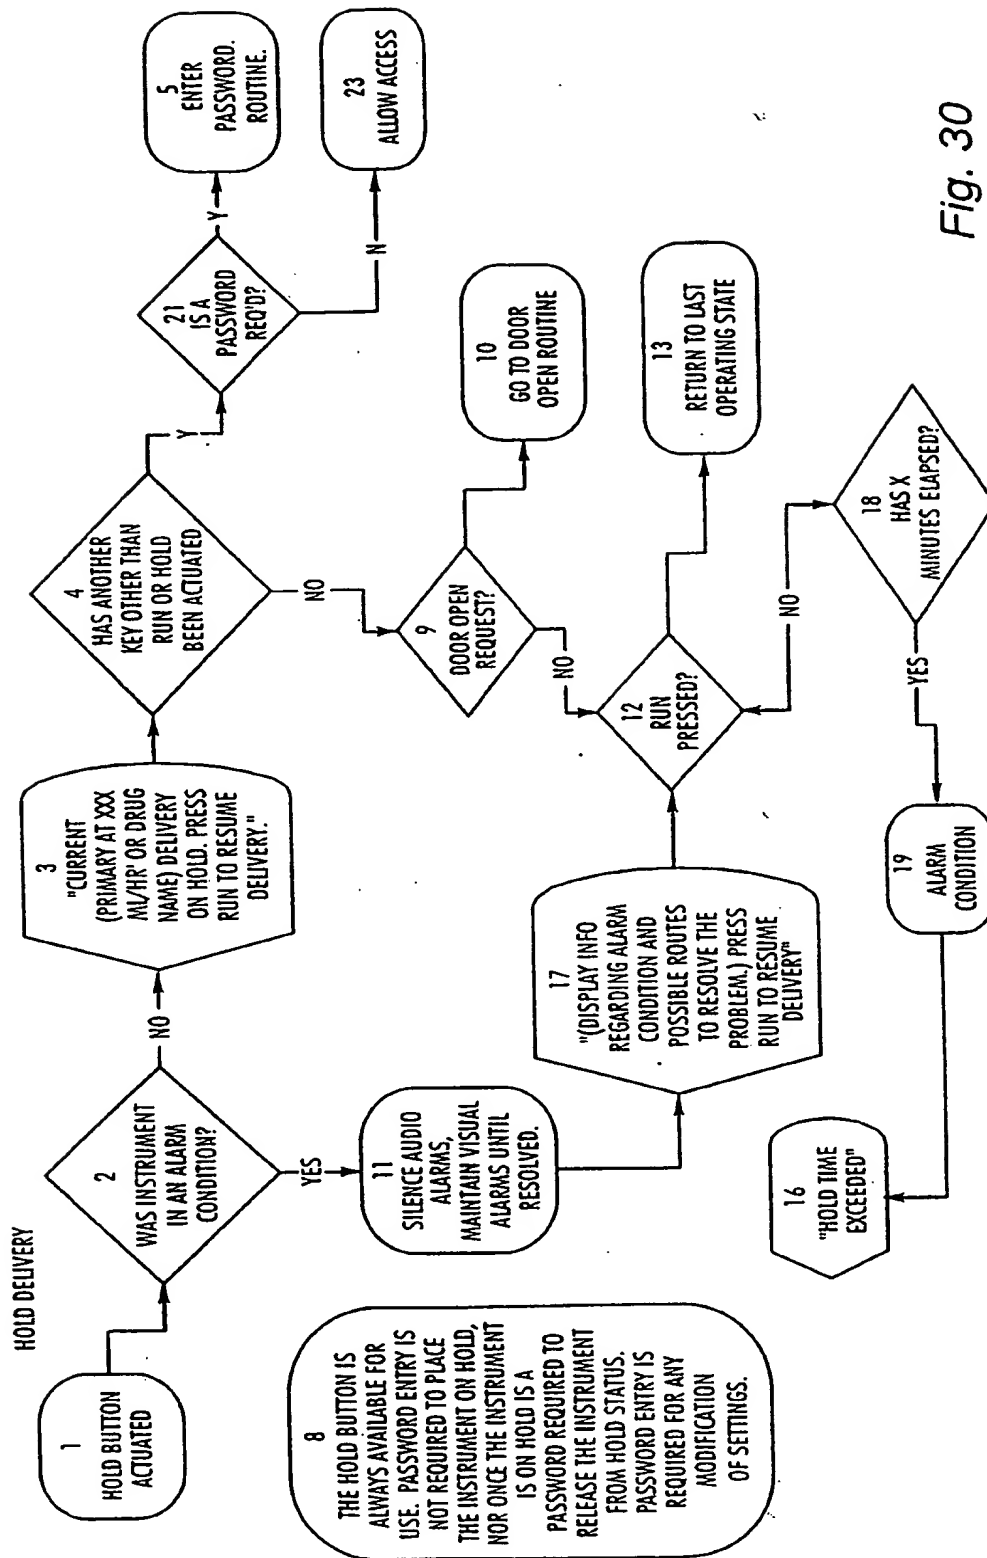 HOLD DELIVERY
1
HOLD BUTTON
ACTUATED
2
WAS INSTRUMENT
IN AN ALARM
CONDITION?
NO
YES
3
"CURRENT
(PRIMARY AT XXX
ML/HR' OR DRUG
NAME) DELIVERY
ON HOLD. PRESS
RUN TO RESUME
DELIVERY."
4
HAS ANOTHER
KEY OTHER THAN
RUN OR HOLD
BEEN ACTUATED
Y
NO
21
IS A
PASSWORD
REQ'D?
Y
N
5
ENTER
PASSWORD.
ROUTINE.
23
ALLOW ACCESS
9
DOOR OPEN
REQUEST?
NO
10
GO TO DOOR
OPEN ROUTINE
8
THE HOLD BUTTON IS
ALWAYS AVAILABLE FOR
USE. PASSWORD ENTRY IS
NOT REQUIRED TO PLACE
THE INSTRUMENT ON HOLD,
NOR ONCE THE INSTRUMENT
IS ON HOLD IS A
PASSWORD REQUIRED TO
RELEASE THE INSTRUMENT
FROM HOLD STATUS.
PASSWORD ENTRY IS
REQUIRED FOR ANY
MODIFICATION
OF SETTINGS.
11
SILENCE AUDIO
ALARMS,
MAINTAIN VISUAL
ALARMS UNTIL
RESOLVED.
17
"(DISPLAY INFO
REGARDING ALARM
CONDITION AND
POSSIBLE ROUTES
TO RESOLVE THE
PROBLEM.) PRESS
RUN TO RESUME
DELIVERY"
12
RUN
PRESSED?
NO
13
RETURN TO LAST
OPERATING STATE
18
HAS X
MINUTES ELAPSED?
YES
19
ALARM
CONDITION
16
"HOLD TIME
EXCEEDED"
Fig. 30